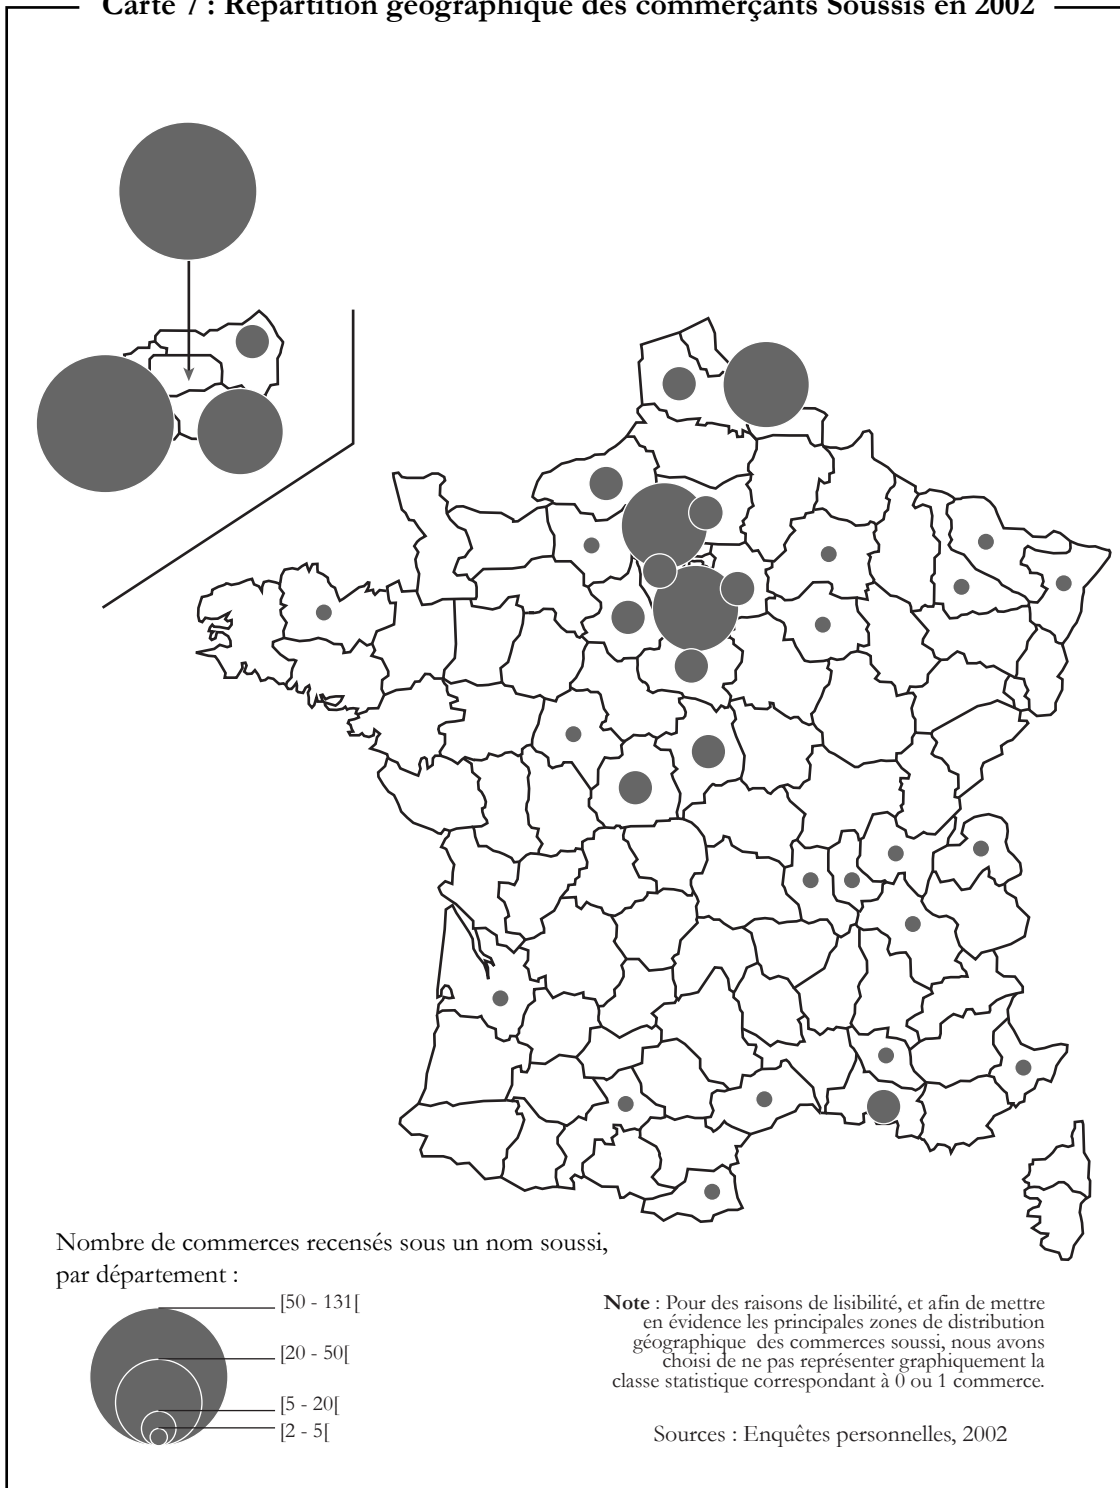 Carte 7 : Répartition géographique des commerçants Soussis en 2002
Nombre de commerces recensés sous un nom soussi,
par département :
[50 - 131[
[20 - 50[
[5 - 20[
[2 - 5[
Note : Pour des raisons de lisibilité, et afin de mettre
en évidence les principales zones de distribution
géographique des commerces soussi, nous avons
choisi de ne pas représenter graphiquement la
classe statistique correspondant à 0 ou 1 commerce.
Sources : Enquêtes personnelles, 2002